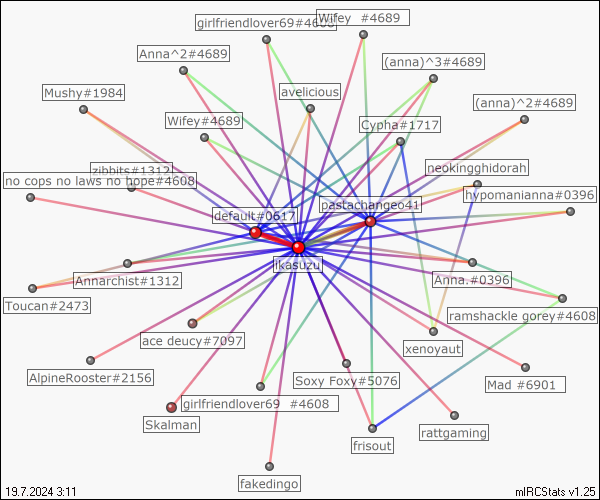 girlfriendlover69#4608
Wifey  #4689
Anna^2#4689
(anna)^3#4689
Mushy#1984
avelicious
(anna)^2#4689
Wifey#4689
Cypha#1717
zibbits#1312
neokingghidorah
no cops no laws no hope#4608
hypomanianna#0396
default#0617
pastachange041
ikasuzu
Annarchist#1312
Anna.#0396
Toucan#2473
ramshackle gorey#4608
ace deucy#7097
xenoyaut
AlpineRooster#2156
Soxy Foxy#5076
Mad #6901
girlfriendlover69  #4608
Skalman
rattgaming
frisout
fakedingo
19.7.2024 3:11
mIRCStats v1.25